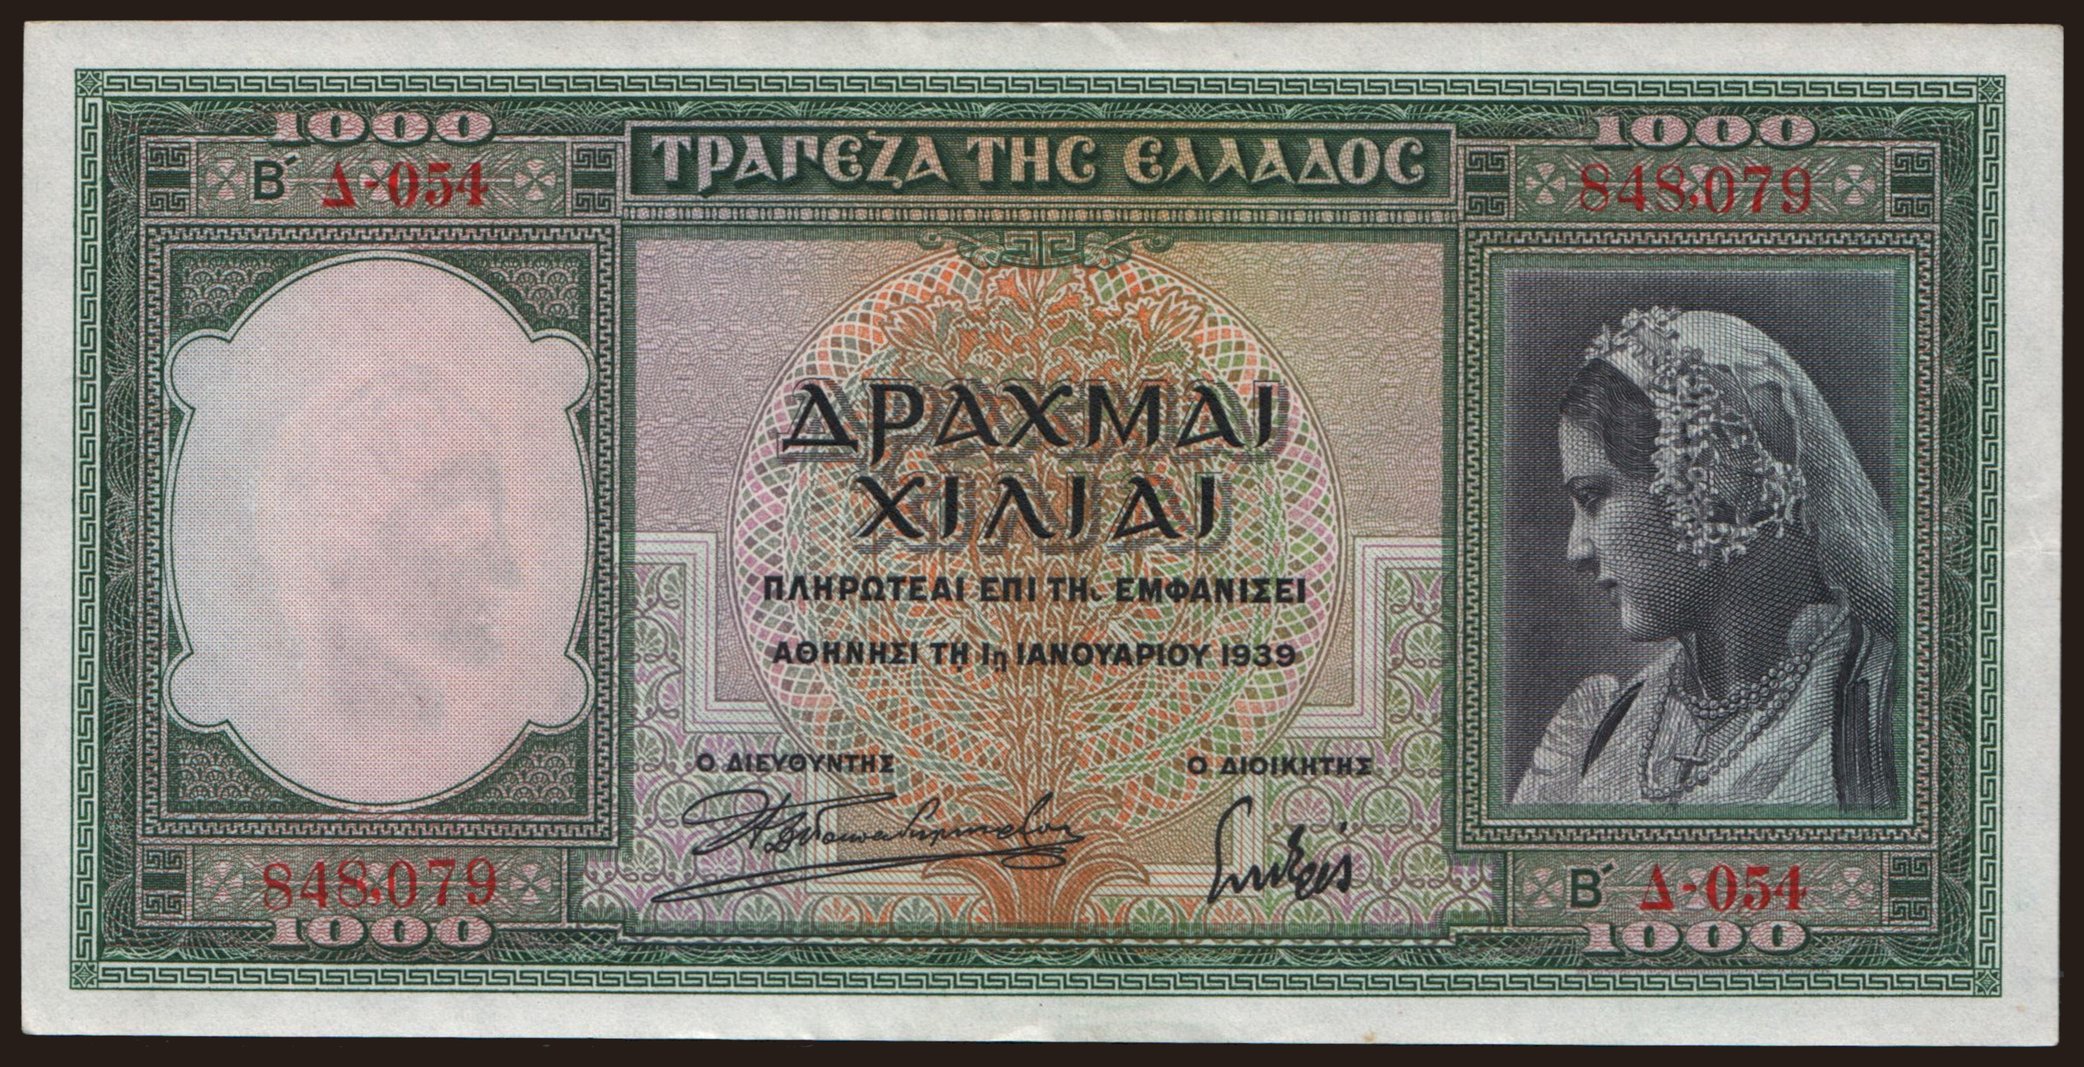 1000
1000
ΤΡΑΠΕΖΑ ΤΗΣ ΕΛΛΑΔΟΣ
Β´ Δ-054
848,079
ΔΡΑΧΜΑΙ
ΧΙΛΙΑΙ
ΠΛΗΡΩΤΕΑΙ ΕΠΙ ΤΗι ΕΜΦΑΝΙΣΕΙ
ΑΘΗΝΗΣΙ ΤΗ 1η ΙΑΝΟΥΑΡΙΟΥ 1939
Ο ΔΙΕΥΘΥΝΤΗΣ
Ο ΔΙΟΙΚΗΤΗΣ
848,079
Β´ Δ-054
1000
1000